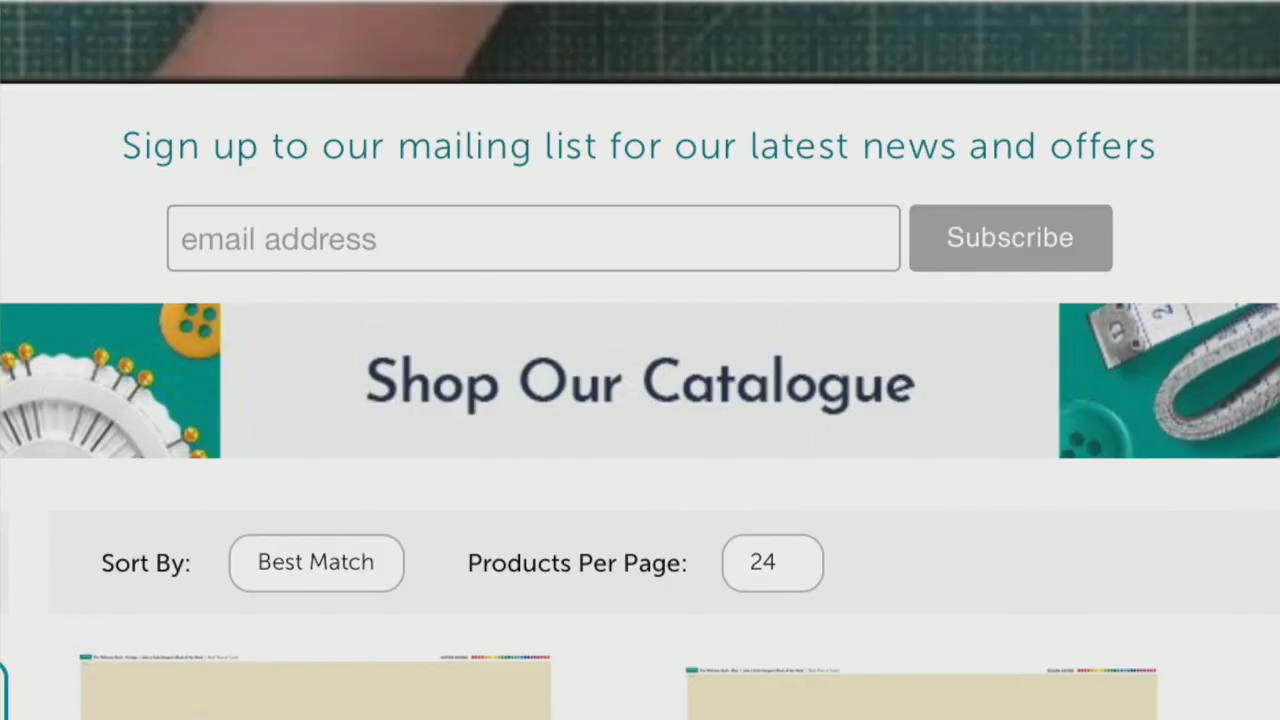 Sign up to our mailing list for our latest news and offers
email address
Subscribe
Shop Our Catalogue
Sort By:
Best Match
Products Per Page:
24